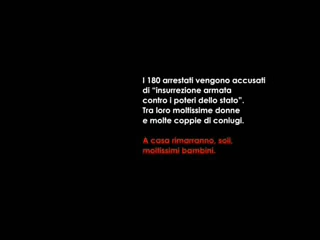 I 180 arrestati vengono accusati
di "insurrezione armata
contro i poteri dello stato".
Tra loro moltissime donne
e molte coppie di coniugi.
A casa rimarranno, soli,
moltissimi bambini.